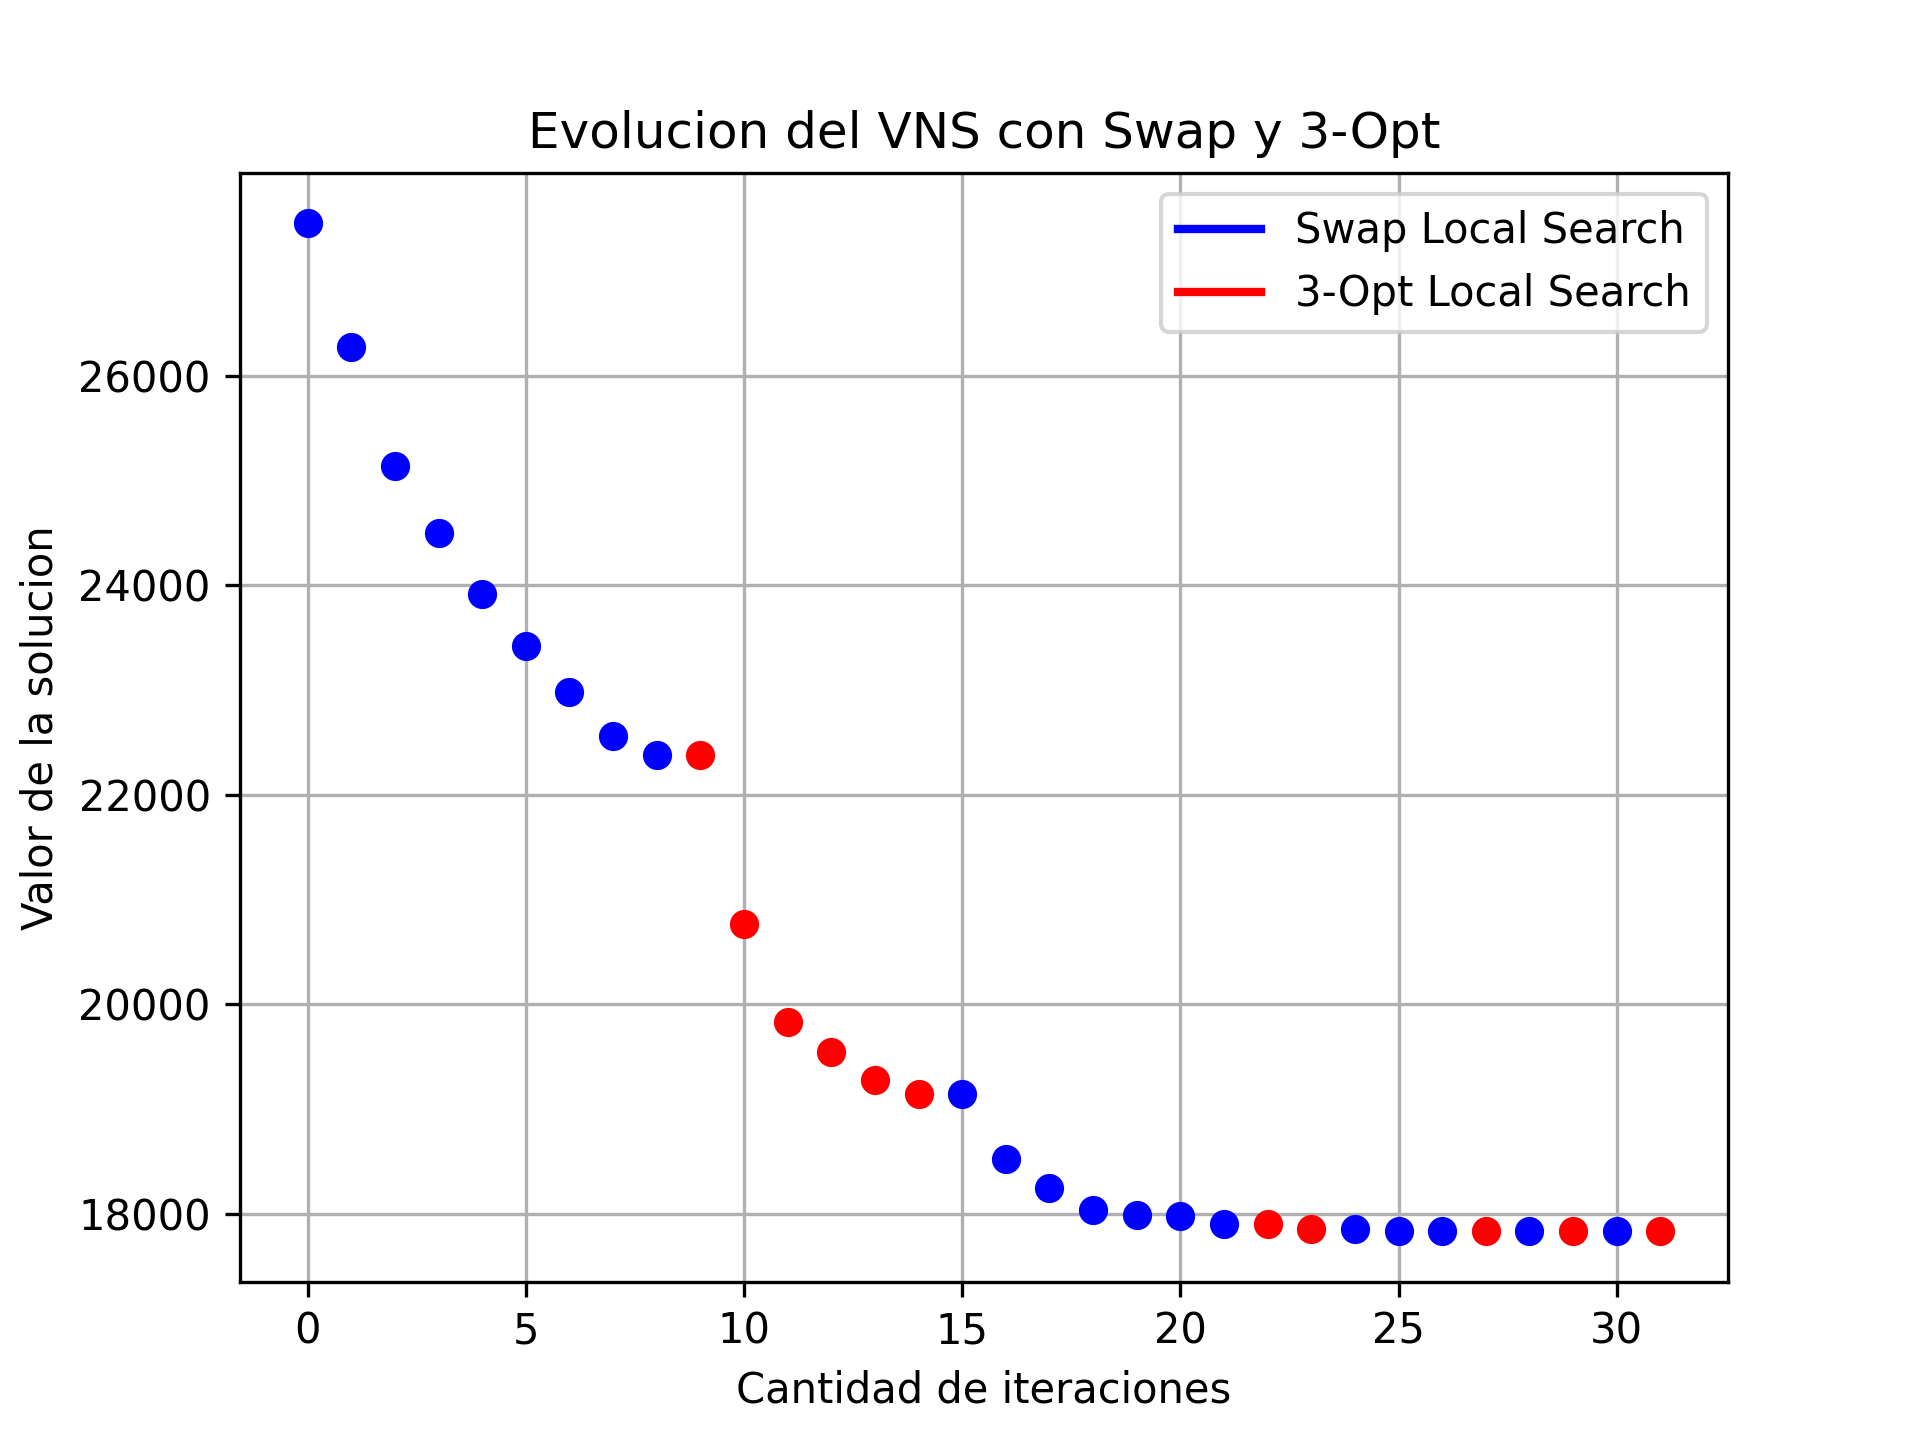 Evolucion del VNS con Swap y 3-Opt
Swap Local Search
3-Opt Local Search
Valor de la solucion
26000
24000
22000
20000
18000
0 5 10 15 20 25 30
Cantidad de iteraciones